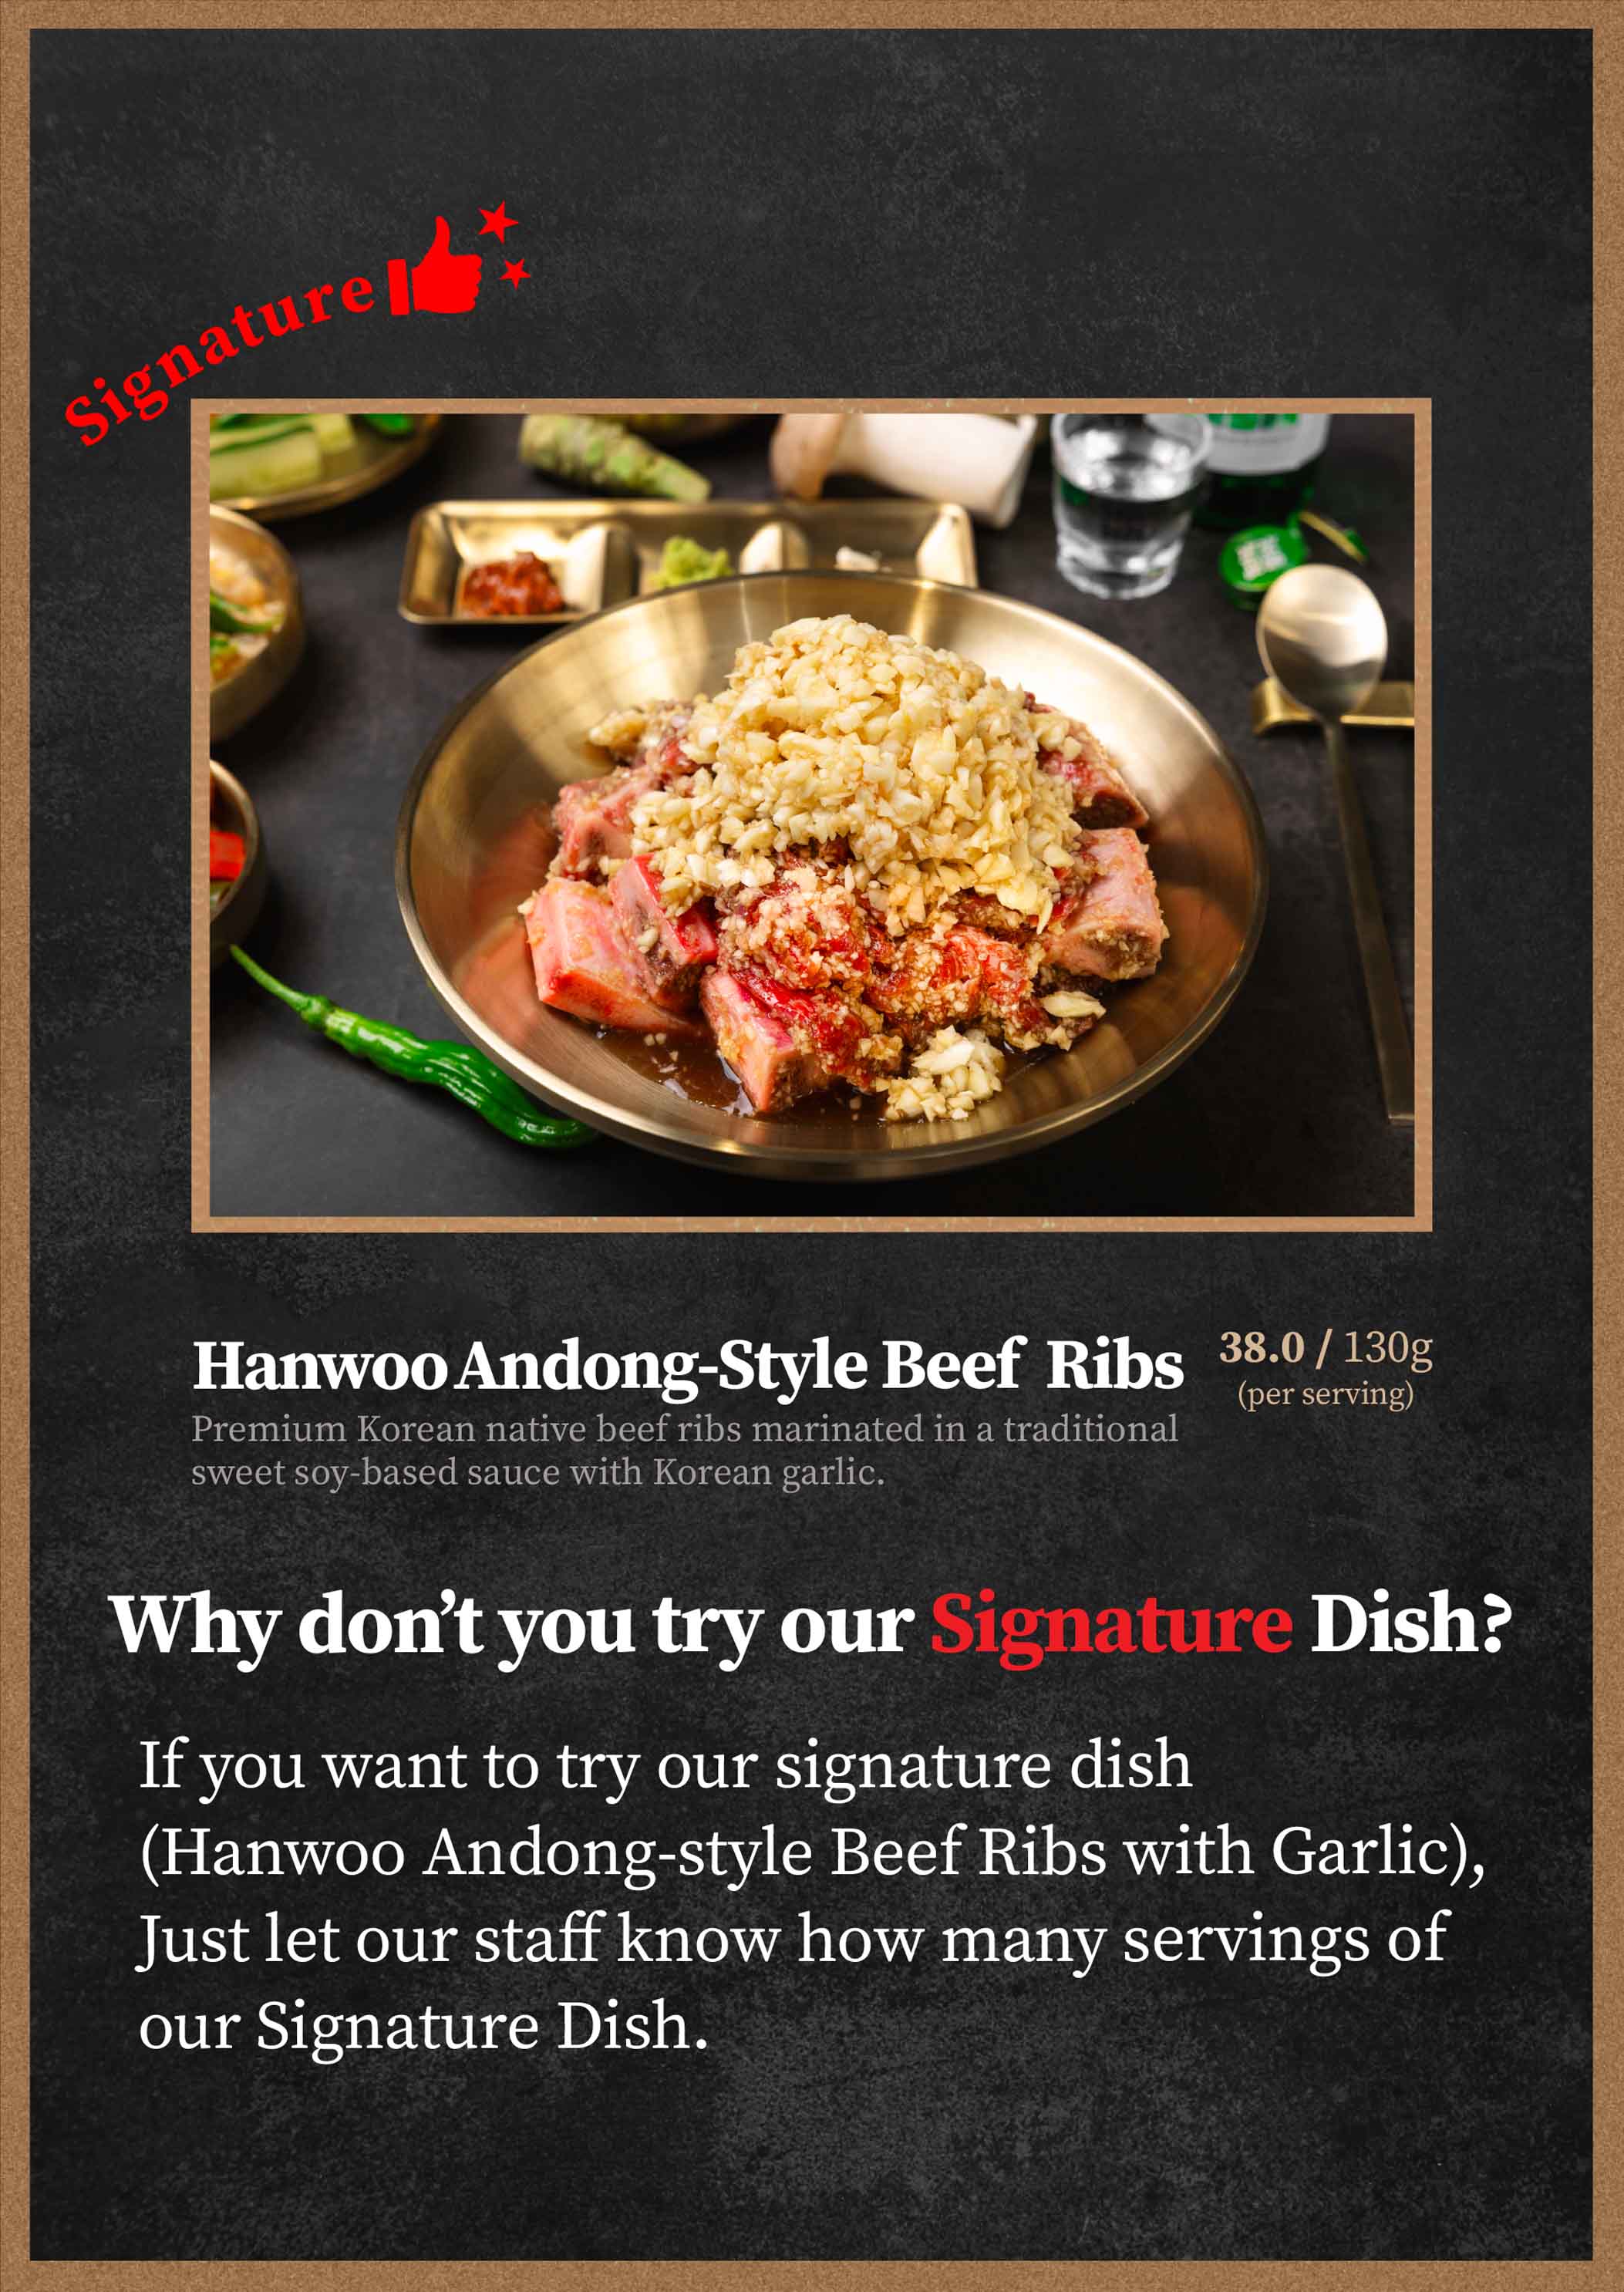 Signature
Hanwoo Andong-Style Beef Ribs
38.0 / 130g
(per serving)
Premium Korean native beef ribs marinated in a traditional
sweet soy-based sauce with Korean garlic.
Why don’t you try our Signature Dish?
If you want to try our signature dish
(Hanwoo Andong-style Beef Ribs with Garlic),
Just let our staff know how many servings of
our Signature Dish.